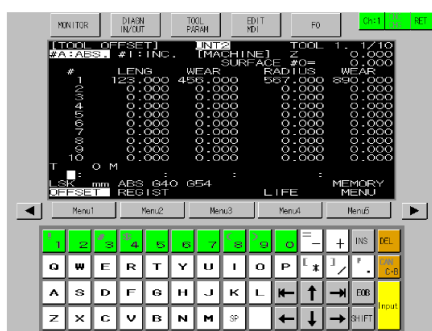 MONITOR DIAGN IN/OUT TOOL PARAM EDIT MDI FO Ch:1 RET
[TOOL OFFSET] INT2 TOOL 1. 1/10
#A:ABS. #I:INC. [MACHINE] Z 0.000
SURFACE #0= 0.000
# LENG WEAR RADIUS WEAR
1 123.000 456.000 567.000 890.000
2 0.000 0.000 0.000 0.000
3 0.000 0.000 0.000 0.000
4 0.000 0.000 0.000 0.000
5 0.000 0.000 0.000 0.000
6 0.000 0.000 0.000 0.000
7 0.000 0.000 0.000 0.000
8 0.000 0.000 0.000 0.000
9 0.000 0.000 0.000 0.000
10 0.000 0.000 0.000 0.000
T O M
LSK mm ABS G40 G54 MEMORY
OFFSET REGIST LIFE MENU
Menu1 Menu2 Menu3 Menu4 Menu5
1 2 3 4 5 6 7 8 9 0 = - + INS DEL
Q W E R T Y U I O P [ * ] / ' . CAN C·B
A S D F G H J K L EOB Input
Z X C V B N M SP SHIFT